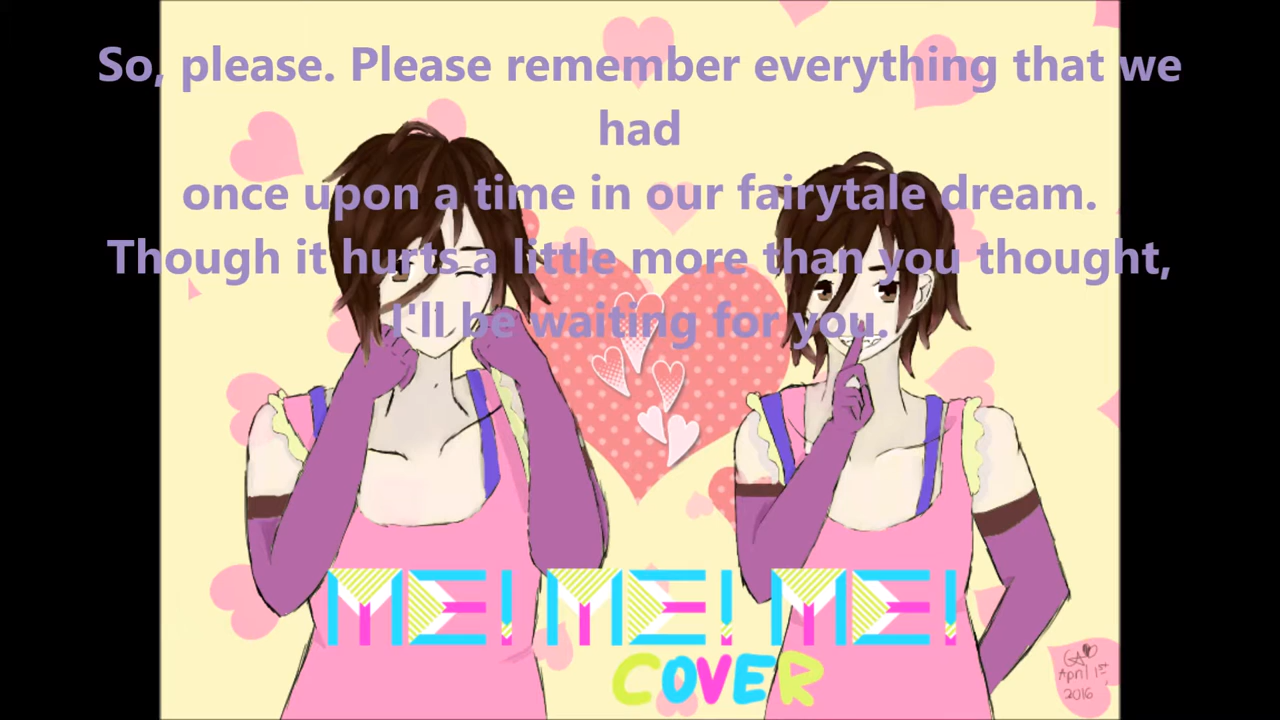 So, please. Please remember everything that we
had
once upon a time in our fairytale dream.
Though it hurts a little more than you thought,
I'll be waiting for you.
ME! ME! ME!
COVER
April 1st
2016